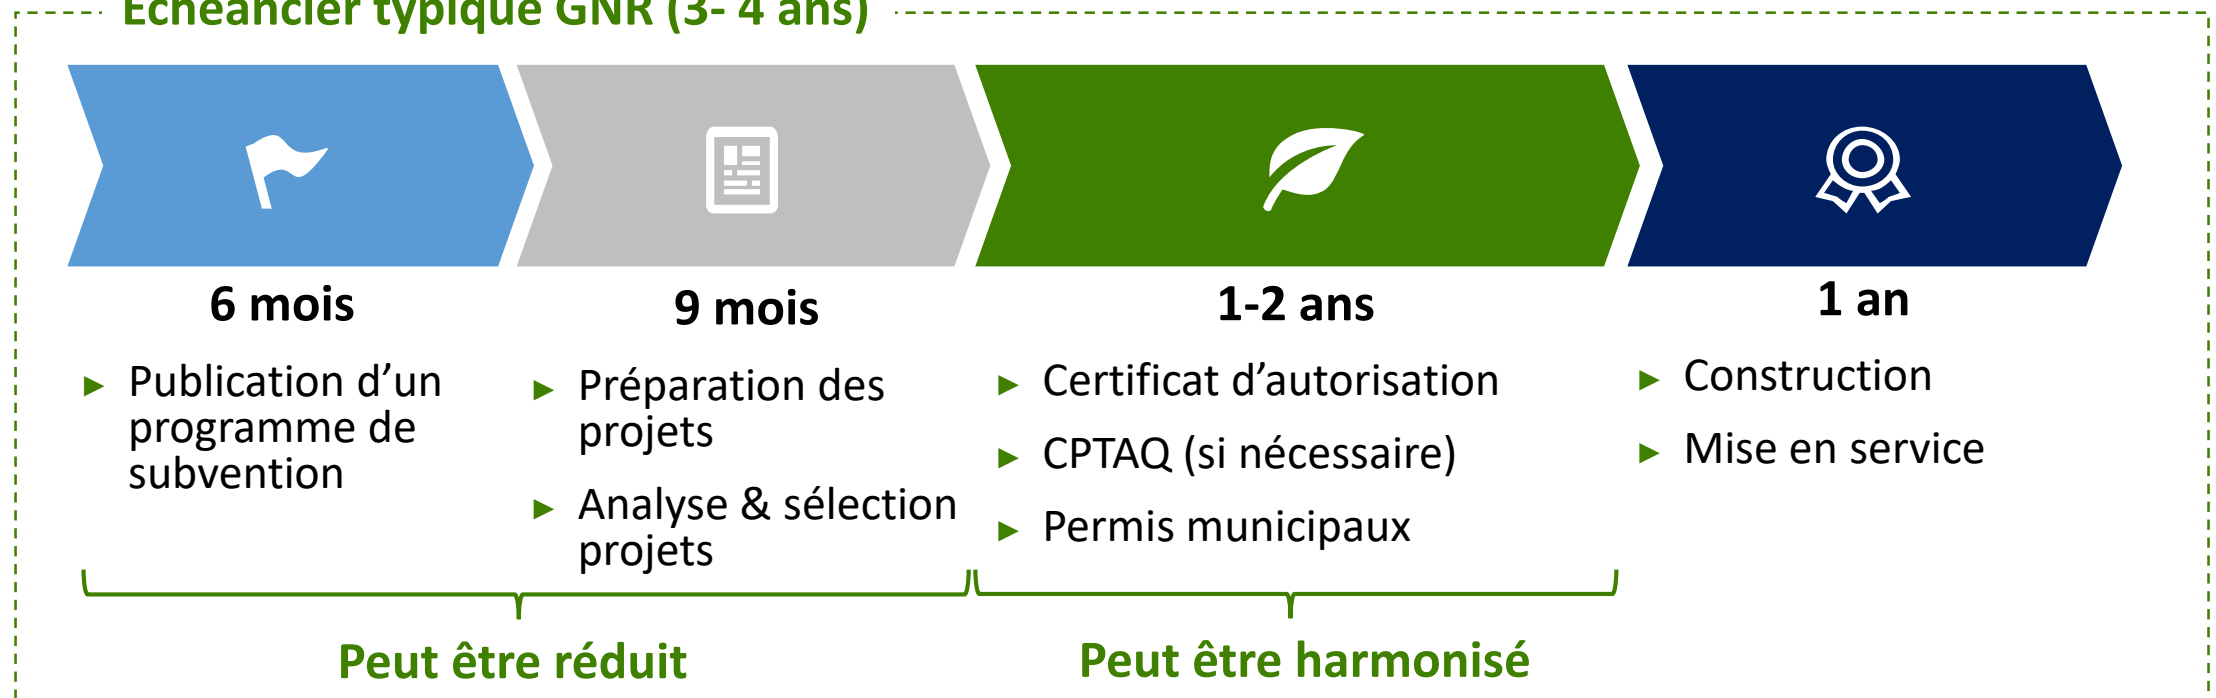 Échéancier typique GNR (3- 4 ans)
6 mois
► Publication d'un
programme de
subvention
9 mois
► Préparation des
projets
► Analyse & sélection
projets
1-2 ans
► Certificat d'autorisation
► CPTAQ (si nécessaire)
► Permis municipaux
1 an
► Construction
► Mise en service
Peut être réduit
Peut être harmonisé